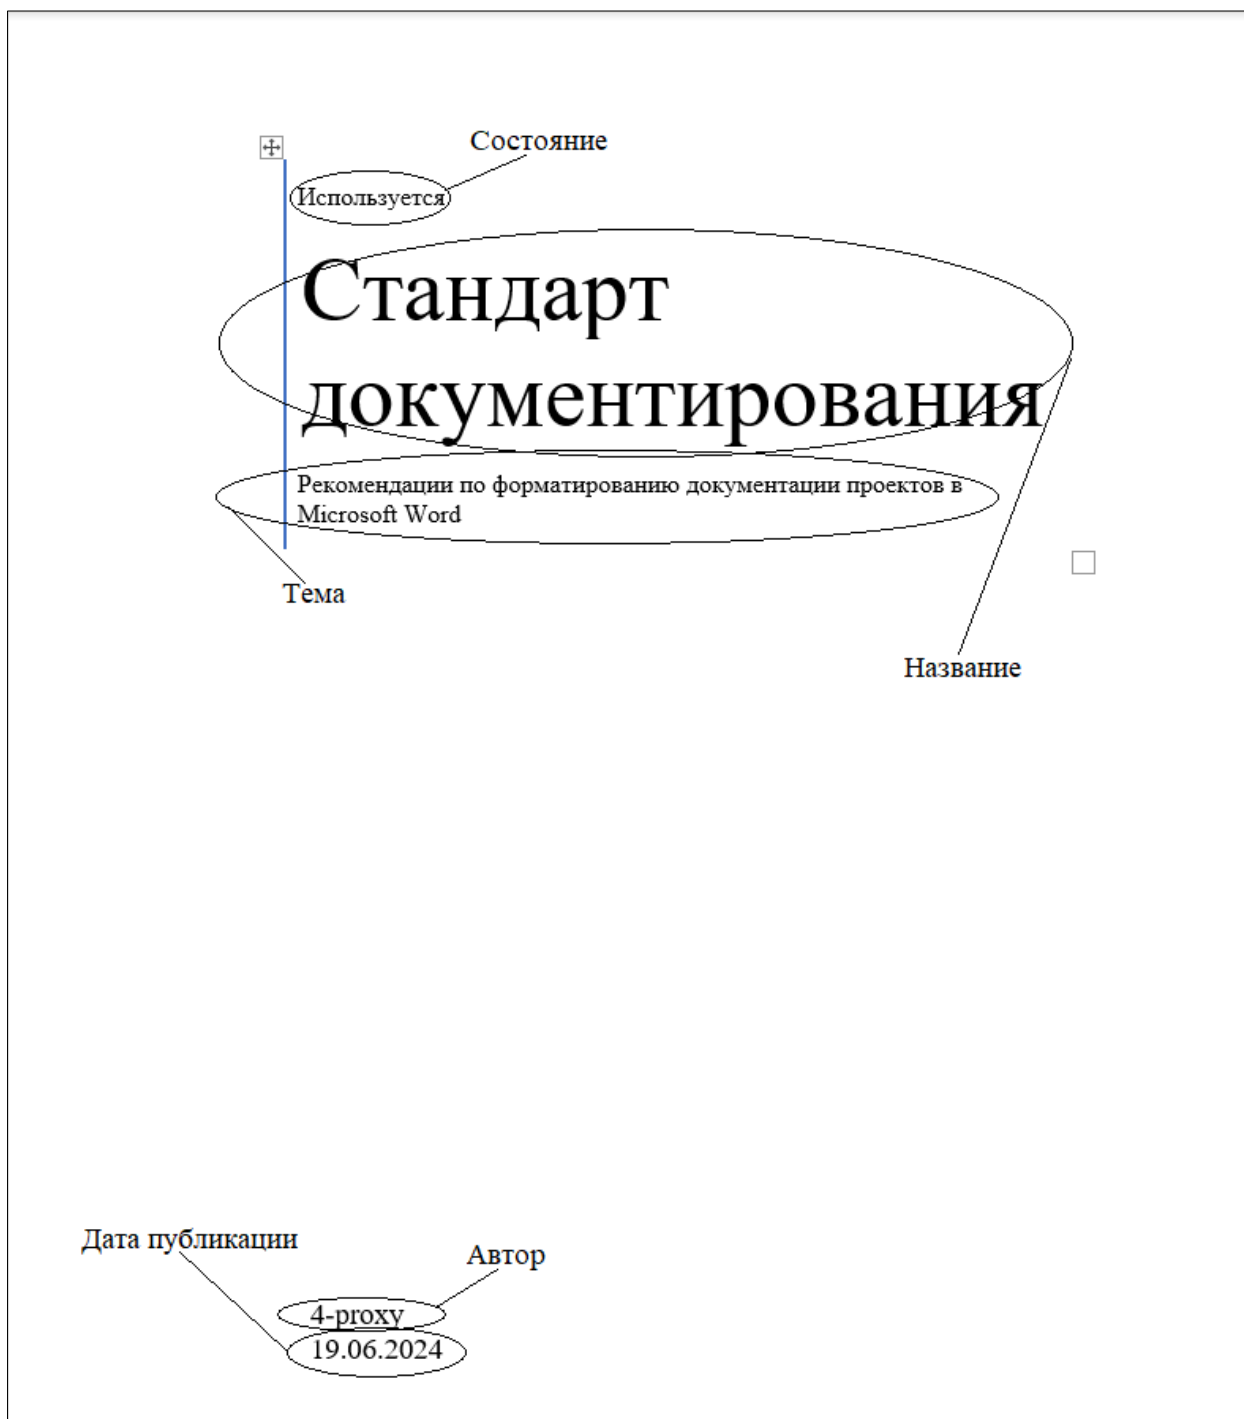 Состояние
Используется
Стандарт
документирования
Рекомендации по форматированию документации проектов в
Microsoft Word
Тема
Название
Дата публикации
Автор
4-proxy
19.06.2024